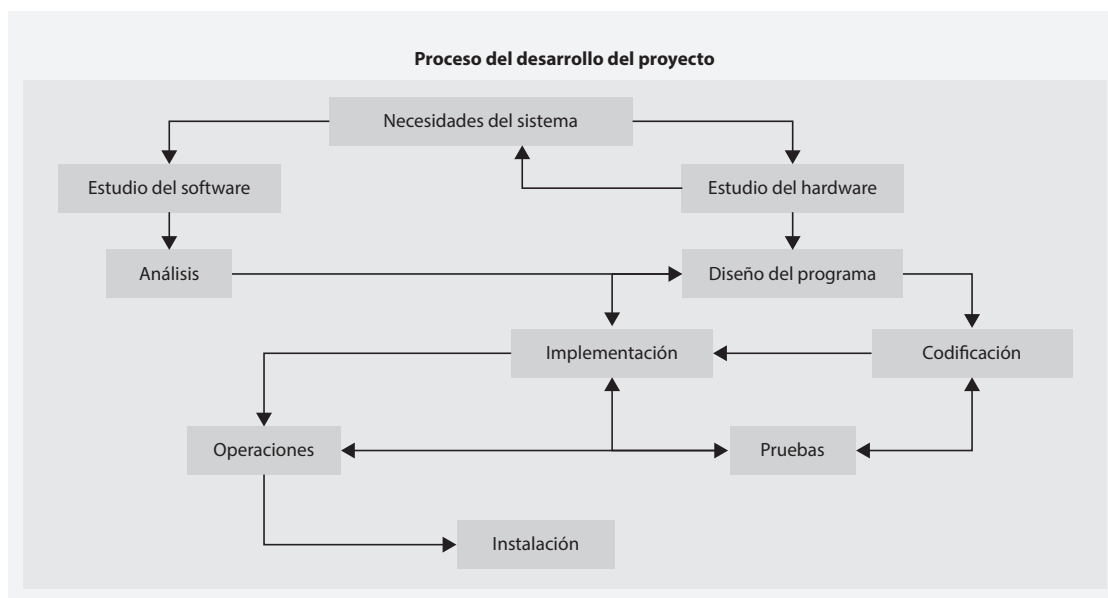 Proceso del desarrollo del proyecto
Necesidades del sistema
Estudio del software
Estudio del hardware
Análisis
Diseño del programa
Implementación
Codificación
Operaciones
Pruebas
Instalación